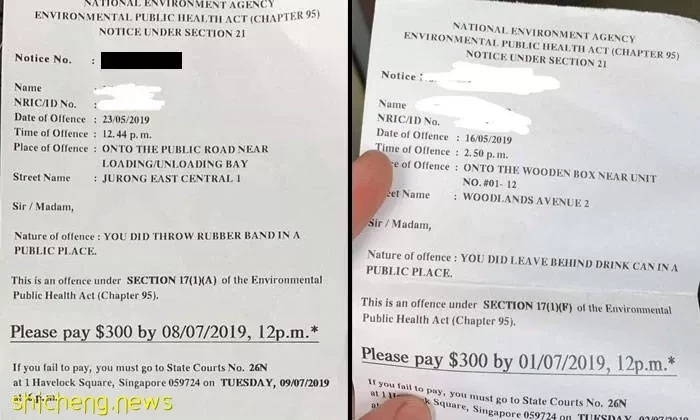 NATIONAL ENVIRONMENT AGENCY
ENVIRONMENTAL PUBLIC HEALTH ACT (CHAPTER 95)
NOTICE UNDER SECTION 21
Notice No. :
Name :
NRIC/ID No. :
Date of Offence : 23/05/2019
Time of Offence : 12.44 p.m.
Place of Offence : ONTO THE PUBLIC ROAD NEAR
LOADING/UNLOADING BAY
Street Name : JURONG EAST CENTRAL 1
Sir / Madam,
Nature of offence : YOU DID THROW RUBBER BAND IN A
PUBLIC PLACE.
This is an offence under SECTION 17(1)(A) of the Environmental
Public Health Act (Chapter 95).
Please pay $300 by 08/07/2019, 12p.m.*
If you fail to pay, you must go to State Courts No. 26N
at 1 Havelock Square, Singapore 059724 on TUESDAY, 09/07/2019
shicheng.news
NATIONAL ENVIRONMENT AGENCY
ENVIRONMENTAL PUBLIC HEALTH ACT (CHAPTER 95)
NOTICE UNDER SECTION 21
Notice :
Name
NRIC/ID No.
Date of Offence : 16/05/2019
Time of Offence : 2.50 p.m.
of Offence : ONTO THE WOODEN BOX NEAR UNIT
NO.#01- 12
Name : WOODLANDS AVENUE 2
Sir / Madam,
Nature of offence : YOU DID LEAVE BEHIND DRINK CAN IN A
PUBLIC PLACE.
This is an offence under SECTION 17(1)(F) of the Environmental
Public Health Act (Chapter 95).
Please pay $300 by 01/07/2019, 12p.m.*
If you fail to pay, you must go to State Courts No. 26N
at 1 Square, Singapore 059724 on TUESDAY